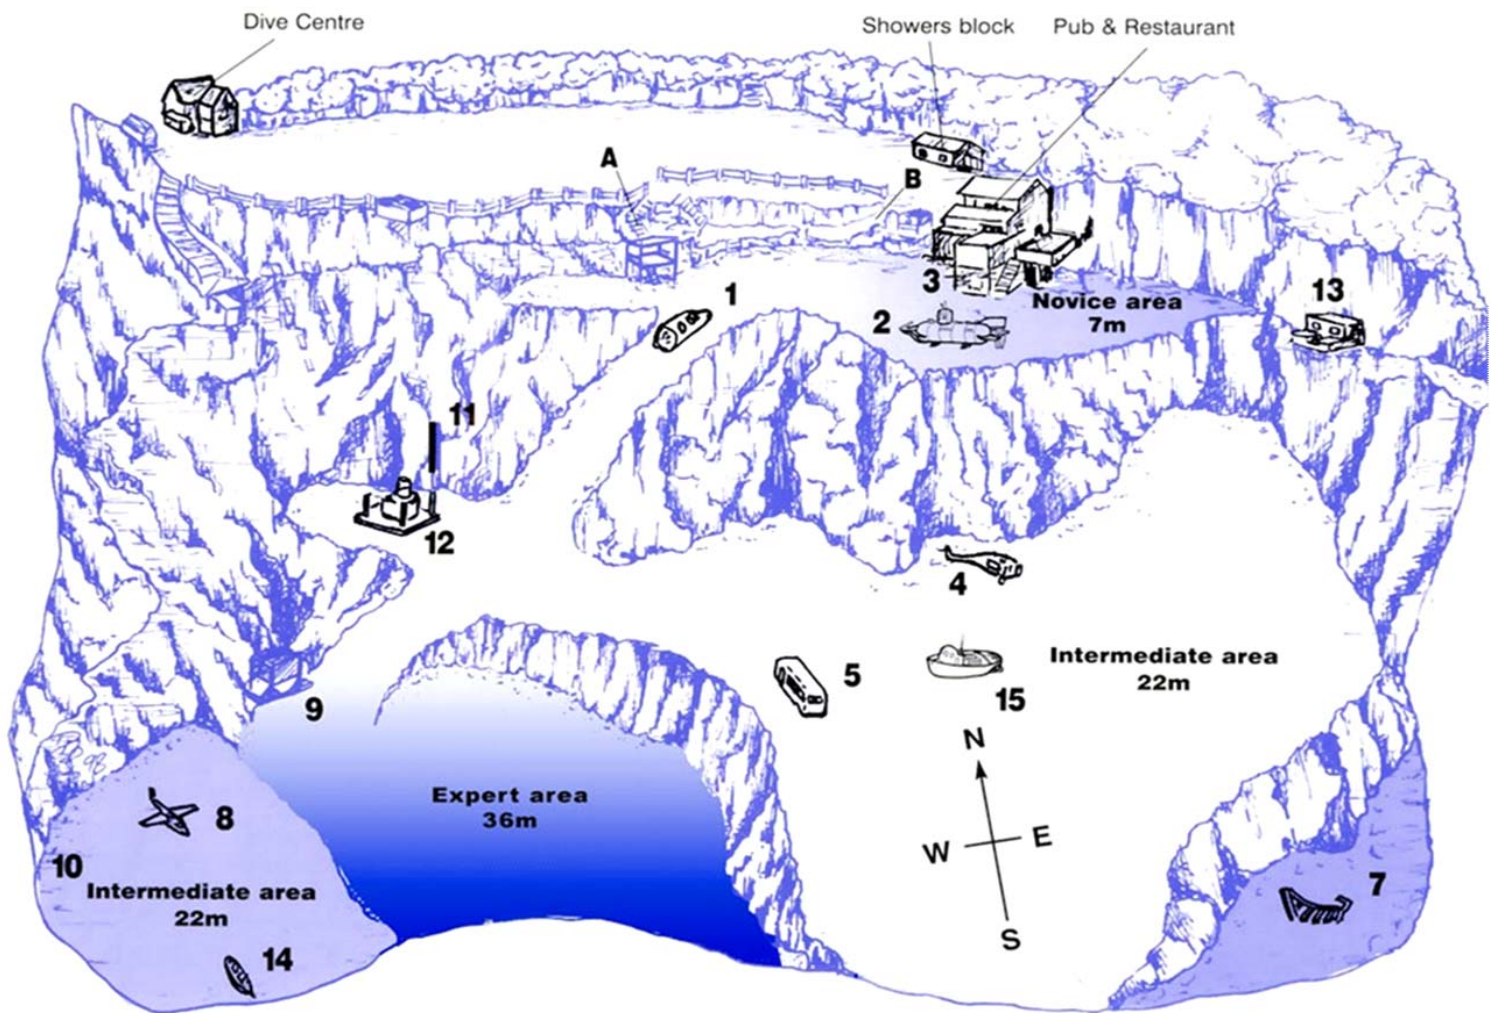 Dive Centre
Showers block
Pub & Restaurant
A
B
1
2
3
Novice area
7m
13
11
12
4
5
15
Intermediate area
22m
9
N
W
E
S
Expert area
36m
8
10
Intermediate area
22m
14
7